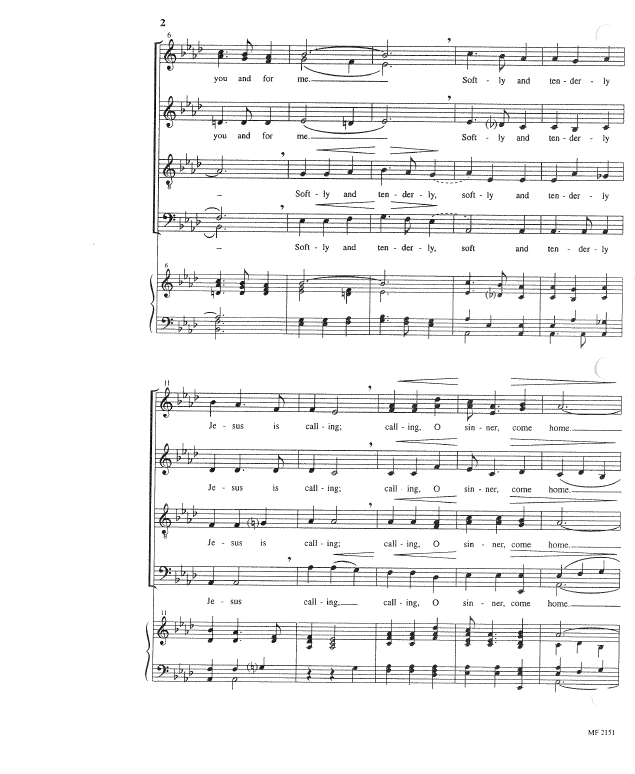 2
6
you and for me. Soft - ly and ten - der - ly
you and for me. Soft - ly and tender - ly
8
Soft - ly and ten - der - ly, soft - ly and ten - der - ly
Soft - ly and ten - der - ly, soft and ten - der - ly
6
11
Je - sus is call - ing; call - ing, O sin - ner, come home.
Je - sus is call - ing; call - ing, O sin - ner, come home.
8
Je - sus is call - ing; call - ing, O sin - ner, come home.
Je - sus call - ing, call - ing, O sin - ner, come home.
11
MF 2151